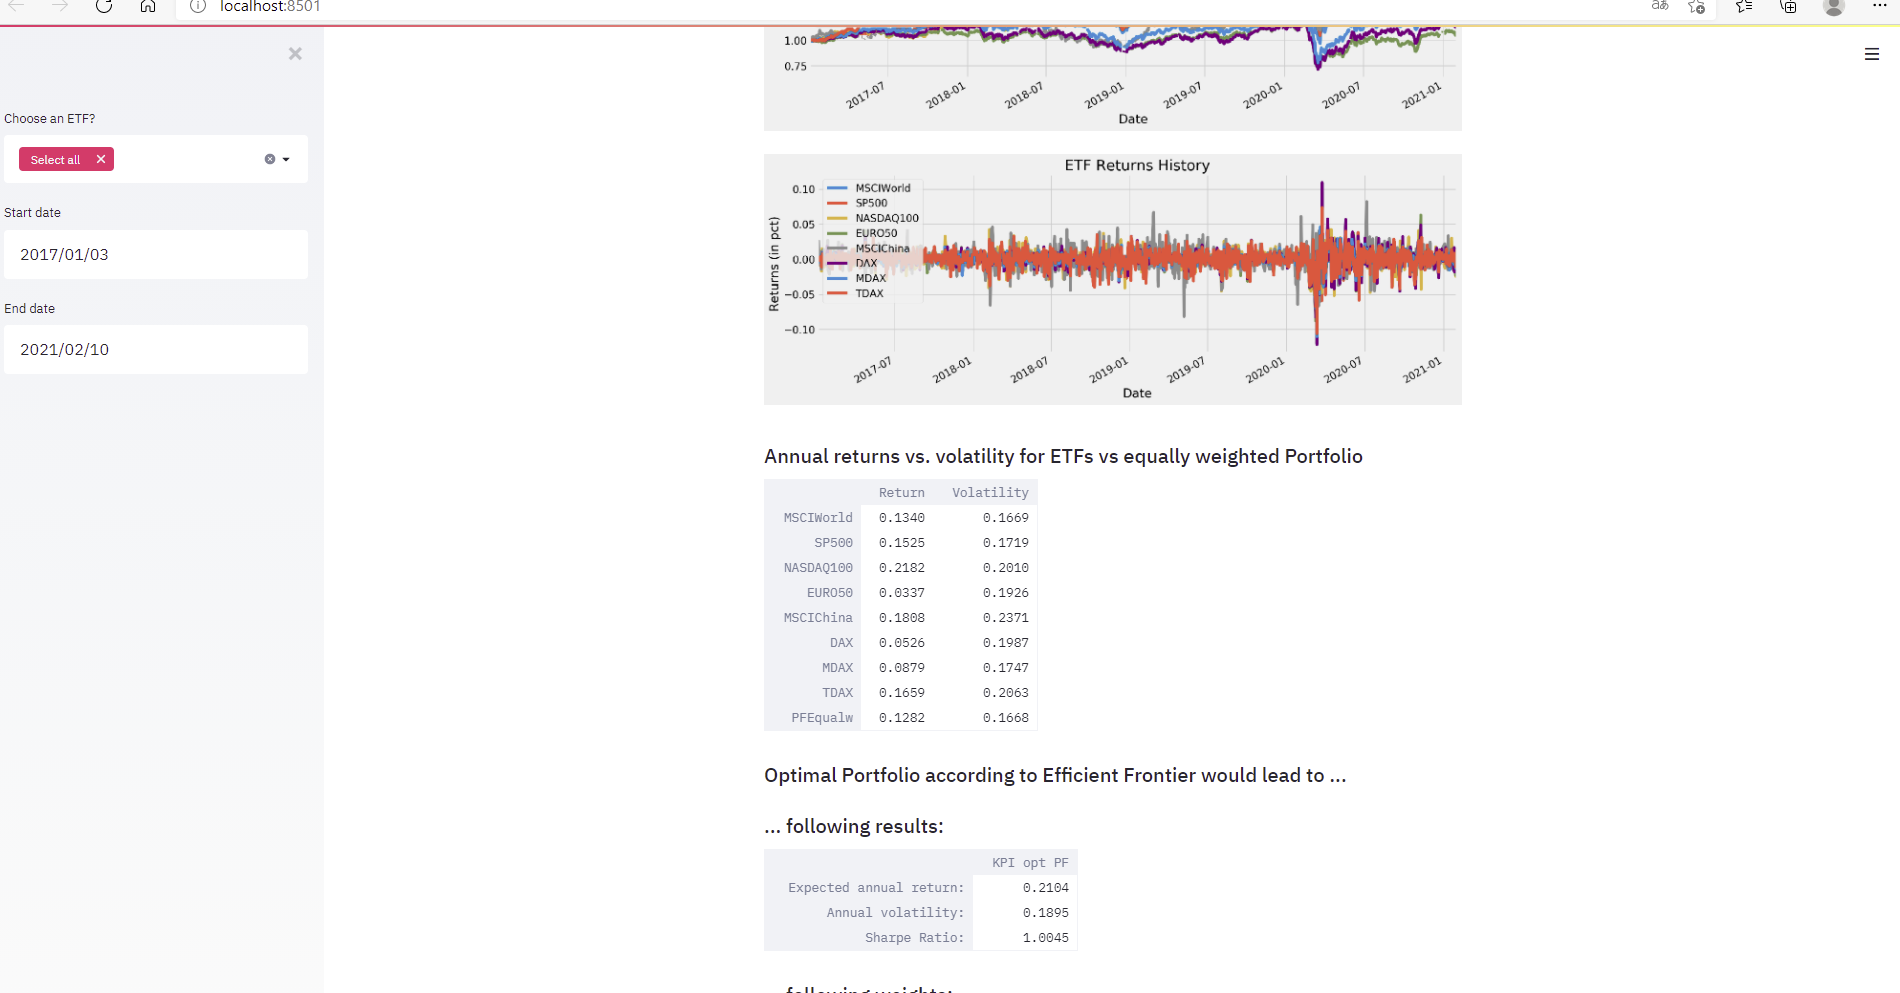 localhost:8501
Choose an ETF?
Select all
Start date
2017/01/03
End date
2021/02/10
1.00
0.75
2017-07 2018-01 2018-07 2019-01 2019-07 2020-01 2020-07 2021-01
Date
ETF Returns History
Returns (in pct)
0.10
0.05
0.00
−0.05
−0.10
MSCIWorld
SP500
NASDAQ100
EURO50
MSCIChina
DAX
MDAX
TDAX
2017-07 2018-01 2018-07 2019-01 2019-07 2020-01 2020-07 2021-01
Date
Annual returns vs. volatility for ETFs vs equally weighted Portfolio
Return Volatility
MSCIWorld 0.1340 0.1669
SP500 0.1525 0.1719
NASDAQ100 0.2182 0.2010
EURO50 0.0337 0.1926
MSCIChina 0.1808 0.2371
DAX 0.0526 0.1987
MDAX 0.0879 0.1747
TDAX 0.1659 0.2063
PFEqualw 0.1282 0.1668
Optimal Portfolio according to Efficient Frontier would lead to ...
... following results:
KPI opt PF
Expected annual return: 0.2104
Annual volatility: 0.1895
Sharpe Ratio: 1.0045
... following weights: